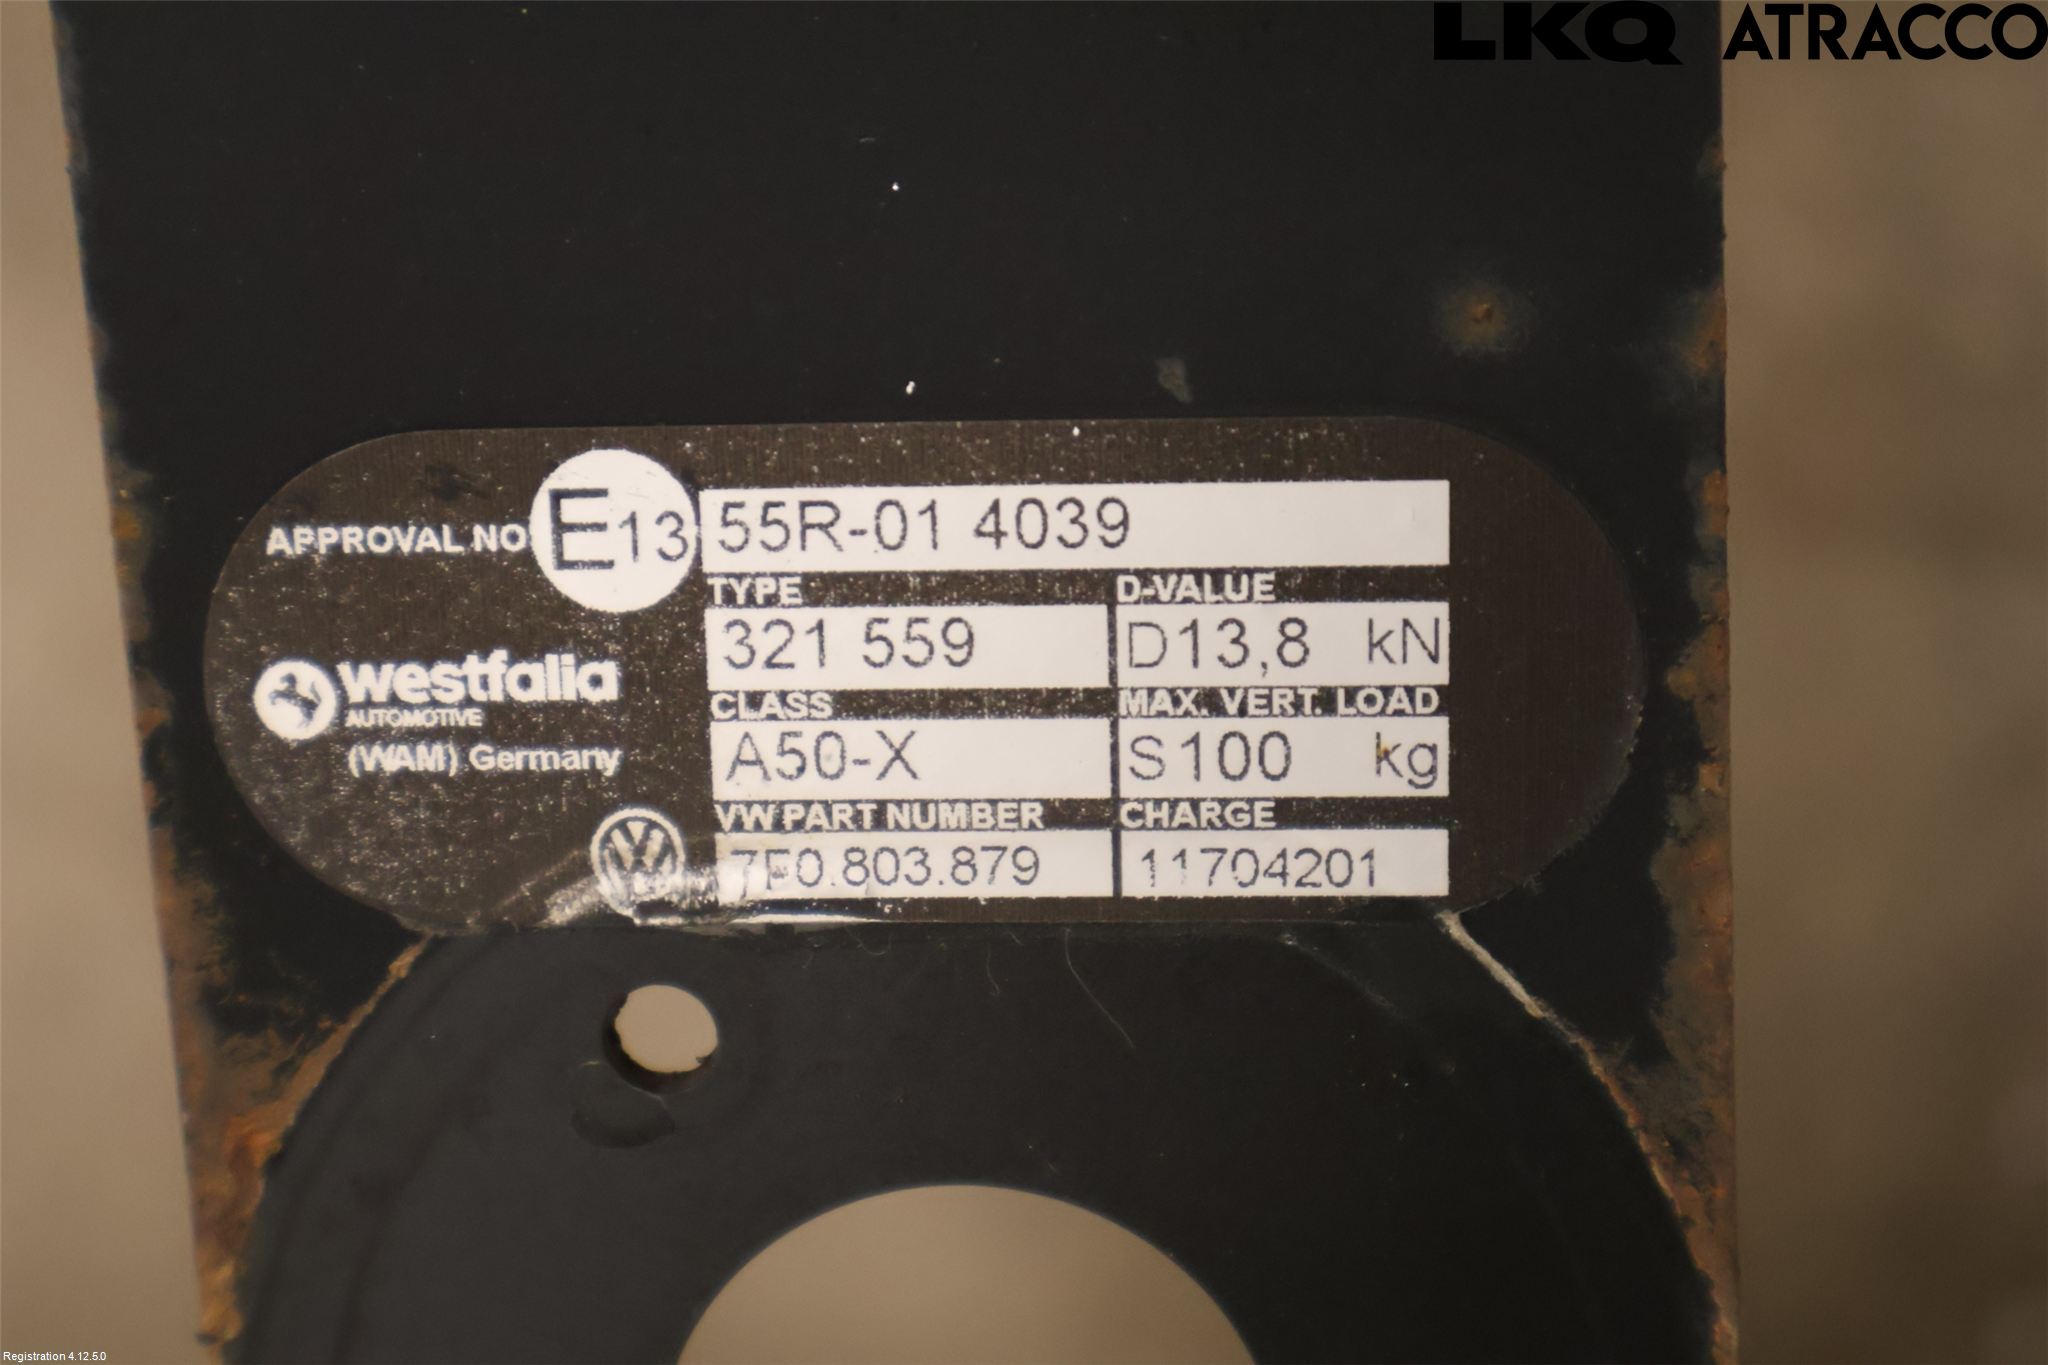 LKQ ATRACCO
APPROVAL NO E13 55R-01 4039
TYPE D-VALUE
321 559 D13,8 kN
westfalia
AUTOMOTIVE
CLASS MAX. VERT. LOAD
(WAM) Germany A50-X S100 kg
VW PART NUMBER CHARGE
7F0.803.879 11704201
Registration 4.12.5.0